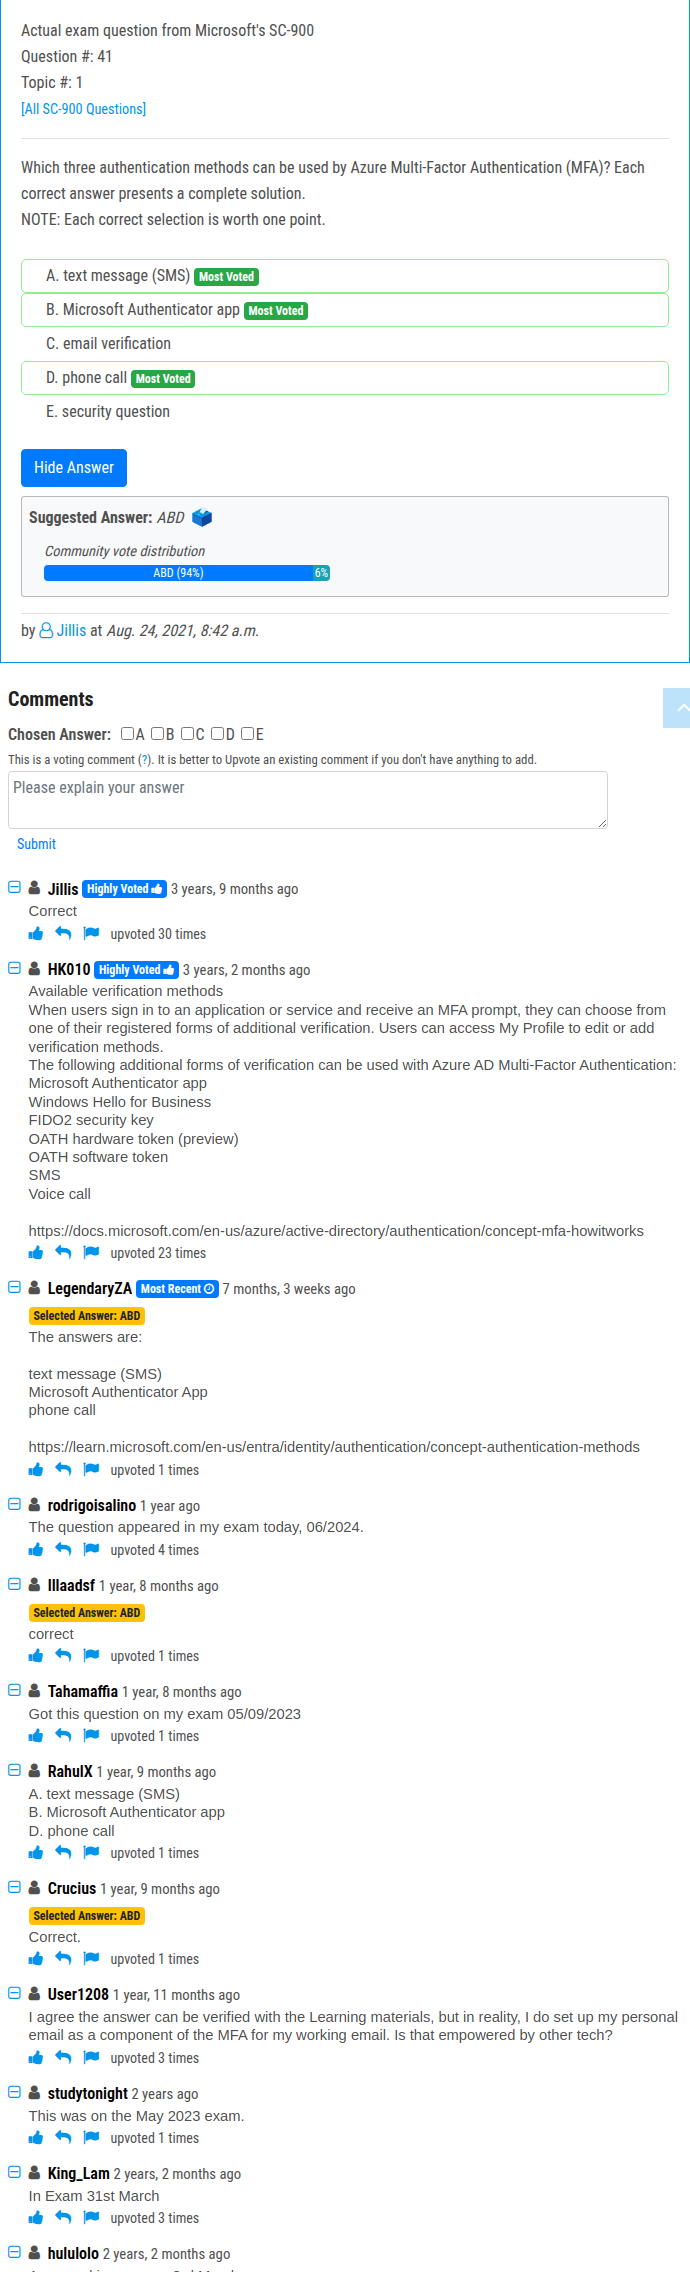 Actual exam question from Microsoft's SC-900
Question #: 41
Topic #: 1
[All SC-900 Questions]
Which three authentication methods can be used by Azure Multi-Factor Authentication (MFA)? Each
correct answer presents a complete solution.
NOTE: Each correct selection is worth one point.
A. text message (SMS) Most Voted
B. Microsoft Authenticator app Most Voted
C. email verification
D. phone call Most Voted
E. security question
Hide Answer
Suggested Answer: ABD
Community vote distribution
ABD (94%) 6%
by Jillis at Aug. 24, 2021, 8:42 a.m.
Comments
Chosen Answer: A B C D E
This is a voting comment (?). It is better to Upvote an existing comment if you don't have anything to add.
Please explain your answer
Submit
Jillis Highly Voted 3 years, 9 months ago
Correct
upvoted 30 times
HK010 Highly Voted 3 years, 2 months ago
Available verification methods
When users sign in to an application or service and receive an MFA prompt, they can choose from
one of their registered forms of additional verification. Users can access My Profile to edit or add
verification methods.
The following additional forms of verification can be used with Azure AD Multi-Factor Authentication:
Microsoft Authenticator app
Windows Hello for Business
FIDO2 security key
OATH hardware token (preview)
OATH software token
SMS
Voice call
https://docs.microsoft.com/en-us/azure/active-directory/authentication/concept-mfa-howitworks
upvoted 23 times
LegendaryZA Most Recent 7 months, 3 weeks ago
Selected Answer: ABD
The answers are:
text message (SMS)
Microsoft Authenticator App
phone call
https://learn.microsoft.com/en-us/entra/identity/authentication/concept-authentication-methods
upvoted 1 times
rodrigoisalino 1 year ago
The question appeared in my exam today, 06/2024.
upvoted 4 times
Illaadsf 1 year, 8 months ago
Selected Answer: ABD
correct
upvoted 1 times
Tahamaffia 1 year, 8 months ago
Got this question on my exam 05/09/2023
upvoted 1 times
RahulX 1 year, 9 months ago
A. text message (SMS)
B. Microsoft Authenticator app
D. phone call
upvoted 1 times
Crucius 1 year, 9 months ago
Selected Answer: ABD
Correct.
upvoted 1 times
User1208 1 year, 11 months ago
I agree the answer can be verified with the Learning materials, but in reality, I do set up my personal
email as a component of the MFA for my working email. Is that empowered by other tech?
upvoted 3 times
studytonight 2 years ago
This was on the May 2023 exam.
upvoted 1 times
King_Lam 2 years, 2 months ago
In Exam 31st March
upvoted 3 times
hululolo 2 years, 2 months ago